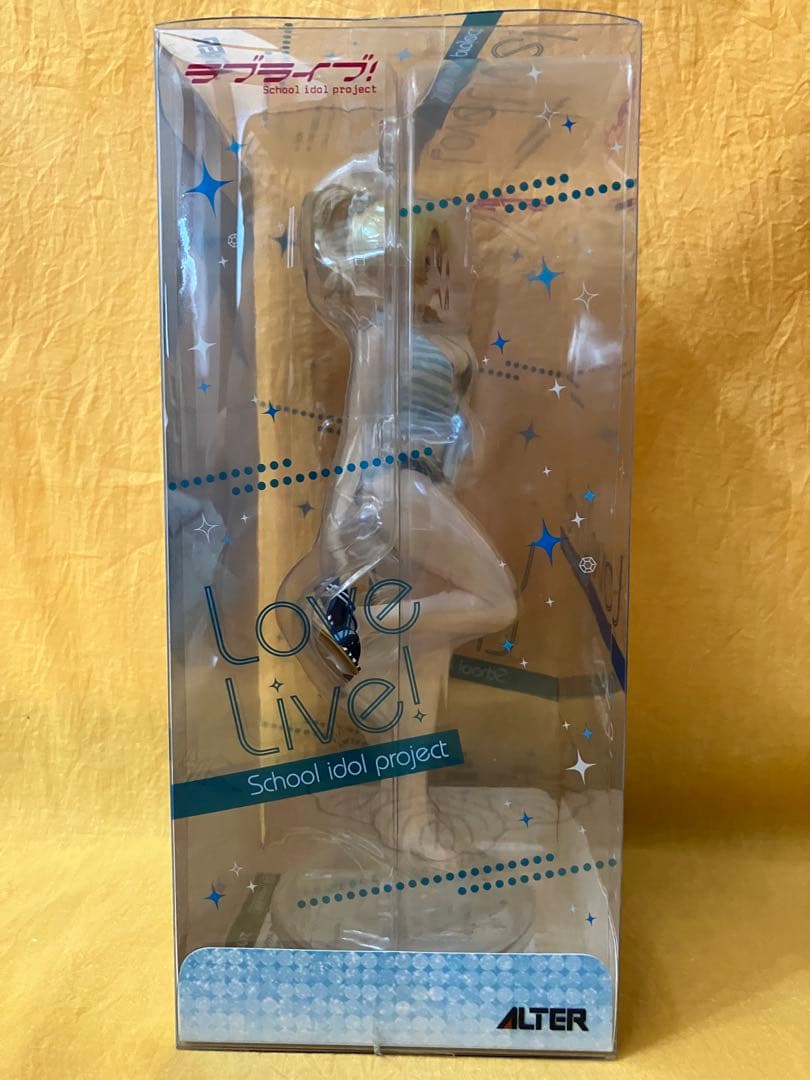 ラブライブ!
School idol project
Love
Live!
School idol project
ALTER